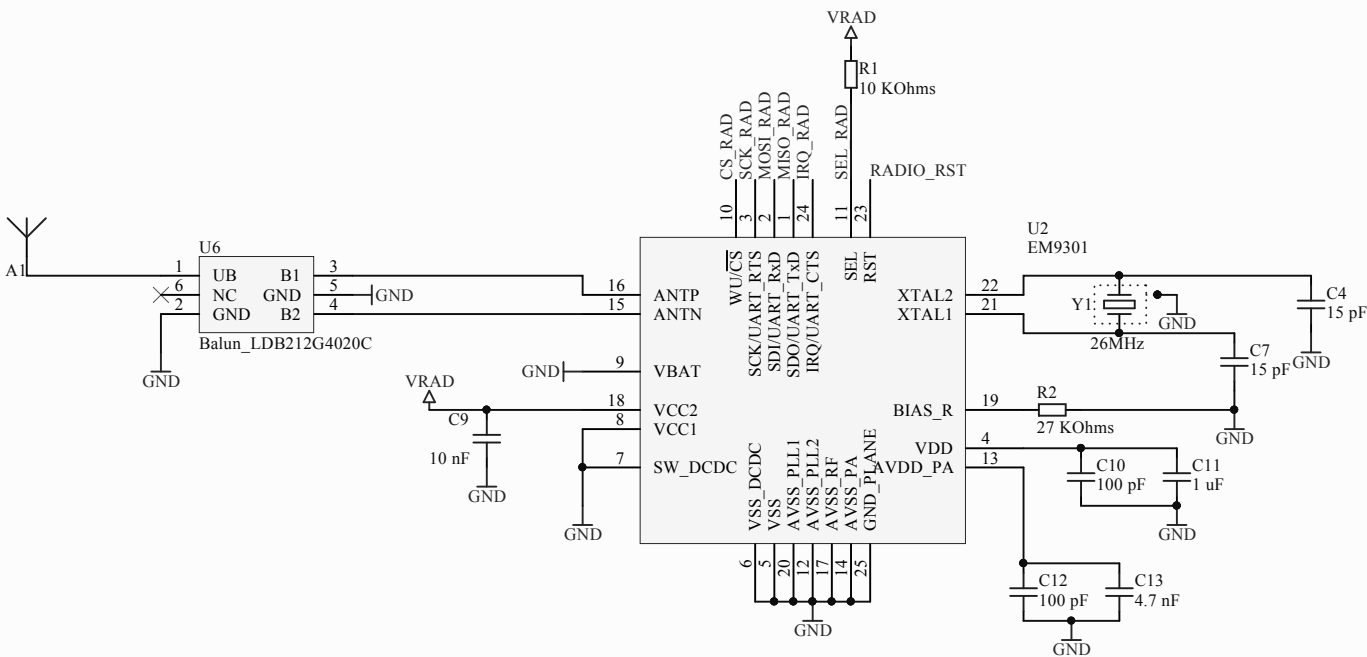 VRAD
R1
10 KOhms
CS_RAD
SCK_RAD
MOSI_RAD
MISO_RAD
IRQ_RAD
SEL_RAD
RADIO_RST
10
3
2
1
24
11
23
U2
EM9301
WU/CS
SCK/UART_RTS
SDI/UART_RxD
SDO/UART_TxD
IRQ/UART_CTS
SEL
RST
A1
U6
1 UB B1 3
6 NC GND 5 GND
2 GND B2 4
Balun_LDB212G4020C
GND
16 ANTP
15 ANTN
GND 9 VBAT
VRAD
18 VCC2
8 VCC1
7 SW_DCDC
C9
10 nF
GND
GND
XTAL2 22
XTAL1 21
Y1
26MHz
GND
C4
15 pF
GND
C7
15 pF
BIAS_R 19
R2
27 KOhms
GND
VDD 4
AVDD_PA 13
C10
100 pF
C11
1 uF
GND
VSS_DCDC
VSS
AVSS_PLL1
AVSS_PLL2
AVSS_RF
AVSS_PA
GND_PLANE
6
5
20
12
17
14
25
GND
C12
100 pF
C13
4.7 nF
GND